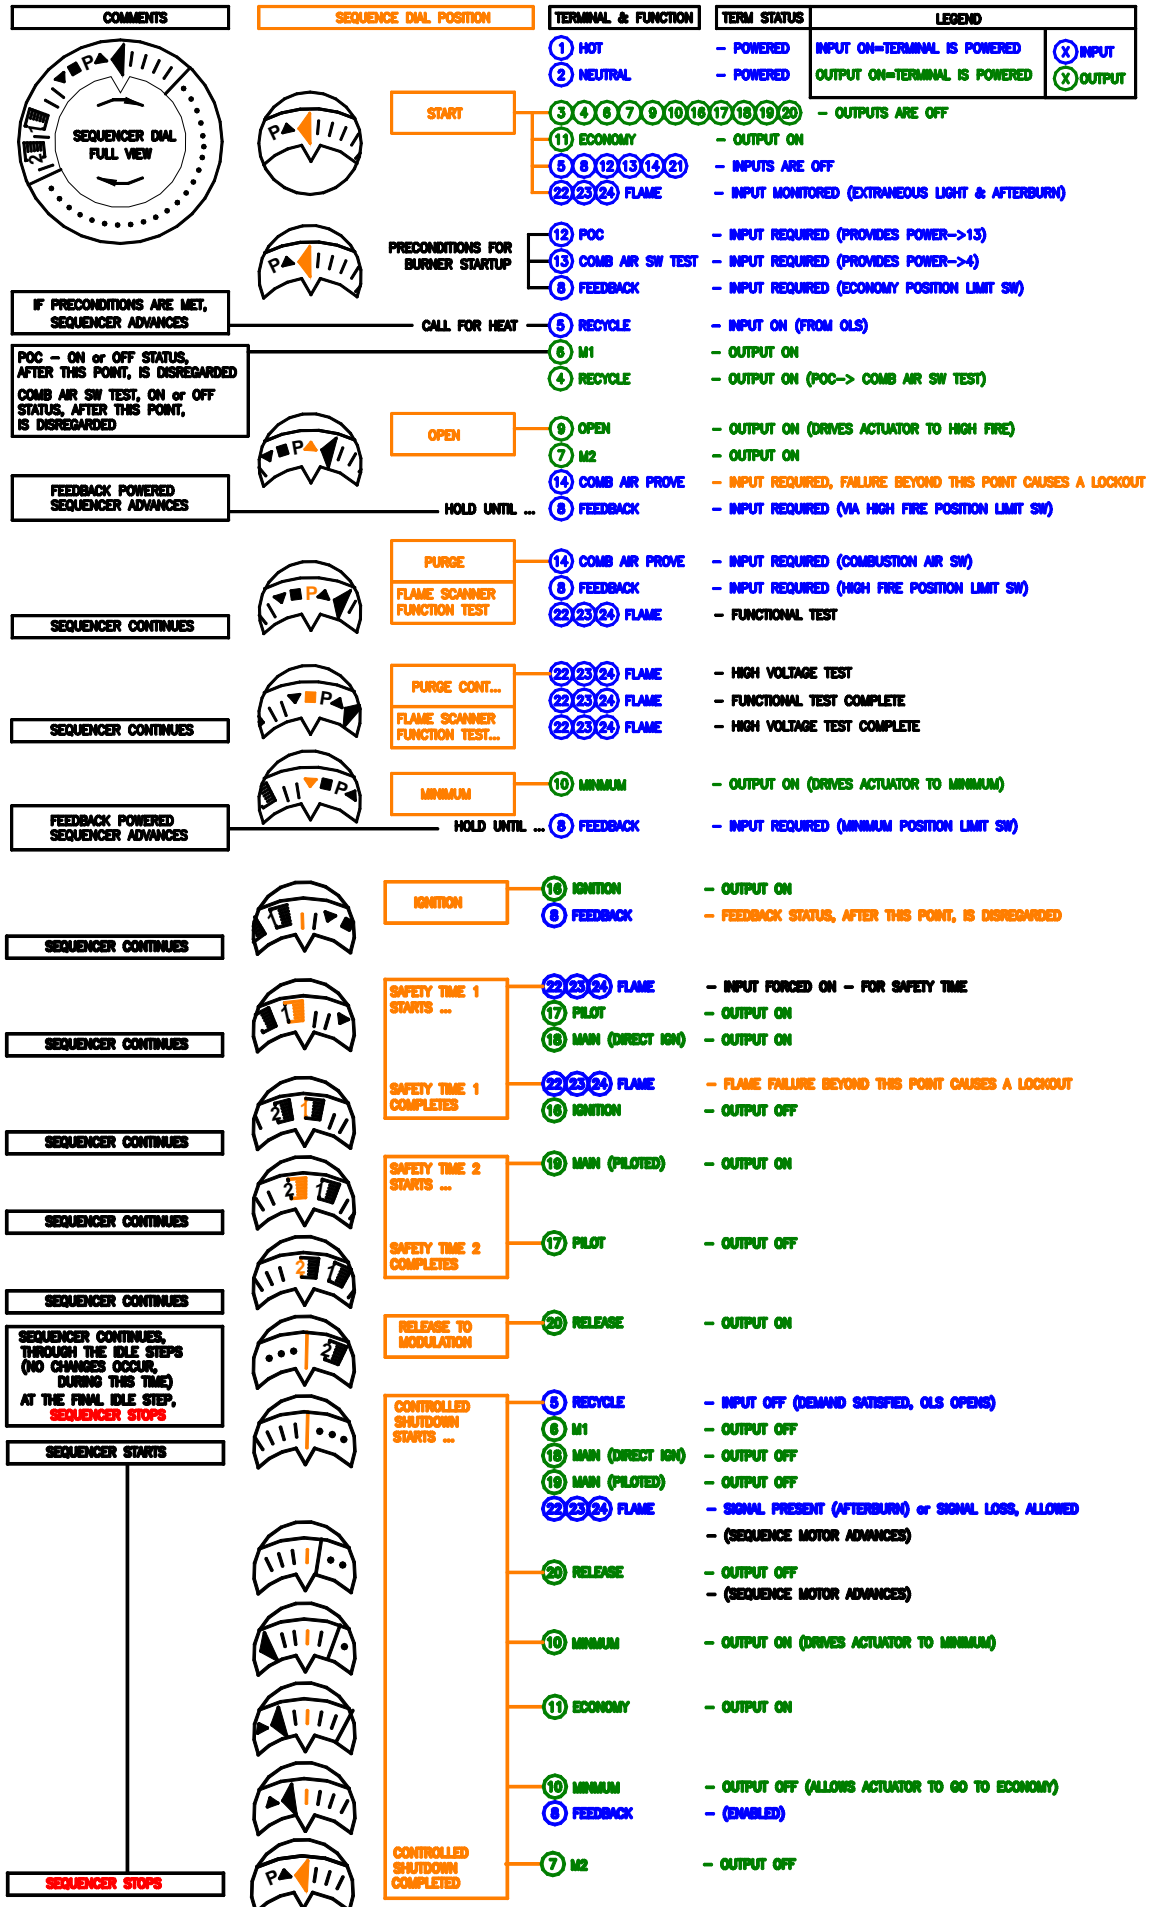 COMMENTS
SEQUENCE DIAL POSITION
TERMINAL & FUNCTION
TERM STATUS
LEGEND
1 HOT – POWERED
INPUT ON=TERMINAL IS POWERED
X INPUT
2 NEUTRAL – POWERED
OUTPUT ON=TERMINAL IS POWERED
X OUTPUT
P 1 2
SEQUENCER DIAL
FULL VIEW
P
START
3 4 6 7 9 10 16 17 18 19 20 – OUTPUTS ARE OFF
11 ECONOMY – OUTPUT ON
5 8 12 13 14 21 – INPUTS ARE OFF
22 23 24 FLAME – INPUT MONITORED (EXTRANEOUS LIGHT & AFTERBURN)
P
PRECONDITIONS FOR
BURNER STARTUP
12 POC – INPUT REQUIRED (PROVIDES POWER->13)
13 COMB AIR SW TEST – INPUT REQUIRED (PROVIDES POWER->4)
8 FEEDBACK – INPUT REQUIRED (ECONOMY POSITION LIMIT SW)
IF PRECONDITIONS ARE MET,
SEQUENCER ADVANCES
CALL FOR HEAT
5 RECYCLE – INPUT ON (FROM OLS)
POC – ON or OFF STATUS,
AFTER THIS POINT, IS DISREGARDED
COMB AIR SW TEST, ON or OFF
STATUS, AFTER THIS POINT,
IS DISREGARDED
6 M1 – OUTPUT ON
4 RECYCLE – OUTPUT ON (POC-> COMB AIR SW TEST)
P
OPEN
9 OPEN – OUTPUT ON (DRIVES ACTUATOR TO HIGH FIRE)
7 M2 – OUTPUT ON
14 COMB AIR PROVE – INPUT REQUIRED, FAILURE BEYOND THIS POINT CAUSES A LOCKOUT
FEEDBACK POWERED
SEQUENCER ADVANCES
HOLD UNTIL ...
8 FEEDBACK – INPUT REQUIRED (VIA HIGH FIRE POSITION LIMIT SW)
P
PURGE
14 COMB AIR PROVE – INPUT REQUIRED (COMBUSTION AIR SW)
FLAME SCANNER
FUNCTION TEST
8 FEEDBACK – INPUT REQUIRED (HIGH FIRE POSITION LIMIT SW)
22 23 24 FLAME – FUNCTIONAL TEST
SEQUENCER CONTINUES
P
PURGE CONT...
22 23 24 FLAME – HIGH VOLTAGE TEST
22 23 24 FLAME – FUNCTIONAL TEST COMPLETE
FLAME SCANNER
FUNCTION TEST...
22 23 24 FLAME – HIGH VOLTAGE TEST COMPLETE
SEQUENCER CONTINUES
P
MINIMUM
10 MINMUM – OUTPUT ON (DRIVES ACTUATOR TO MINIMUM)
FEEDBACK POWERED
SEQUENCER ADVANCES
HOLD UNTIL ...
8 FEEDBACK – INPUT REQUIRED (MINIMUM POSITION LIMIT SW)
1
IGNITION
16 IGNITION – OUTPUT ON
8 FEEDBACK – FEEDBACK STATUS, AFTER THIS POINT, IS DISREGARDED
SEQUENCER CONTINUES
1
SAFETY TIME 1
STARTS ...
22 23 24 FLAME – INPUT FORCED ON – FOR SAFETY TIME
17 PILOT – OUTPUT ON
18 MAIN (DIRECT IGN) – OUTPUT ON
SEQUENCER CONTINUES
2 1
SAFETY TIME 1
COMPLETES
22 23 24 FLAME – FLAME FAILURE BEYOND THIS POINT CAUSES A LOCKOUT
16 IGNITION – OUTPUT OFF
SEQUENCER CONTINUES
2 1
SAFETY TIME 2
STARTS ...
19 MAIN (PILOTED) – OUTPUT ON
SEQUENCER CONTINUES
2 1
SAFETY TIME 2
COMPLETES
17 PILOT – OUTPUT OFF
SEQUENCER CONTINUES
SEQUENCER CONTINUES,
THROUGH THE IDLE STEPS
(NO CHANGES OCCUR,
DURING THIS TIME)
AT THE FINAL IDLE STEP,
SEQUENCER STOPS
2
RELEASE TO
MODULATION
20 RELEASE – OUTPUT ON
SEQUENCER STARTS
CONTROLLED
SHUTDOWN
STARTS ...
5 RECYCLE – INPUT OFF (DEMAND SATISFIED, OLS OPENS)
6 M1 – OUTPUT OFF
18 MAIN (DIRECT IGN) – OUTPUT OFF
19 MAIN (PILOTED) – OUTPUT OFF
22 23 24 FLAME – SIGNAL PRESENT (AFTERBURN) or SIGNAL LOSS, ALLOWED
– (SEQUENCE MOTOR ADVANCES)
20 RELEASE – OUTPUT OFF
– (SEQUENCE MOTOR ADVANCES)
10 MINMUM – OUTPUT ON (DRIVES ACTUATOR TO MINIMUM)
11 ECONOMY – OUTPUT ON
10 MINMUM – OUTPUT OFF (ALLOWS ACTUATOR TO GO TO ECONOMY)
8 FEEDBACK – (ENABLED)
P
CONTROLLED
SHUTDOWN
COMPLETED
7 M2 – OUTPUT OFF
SEQUENCER STOPS